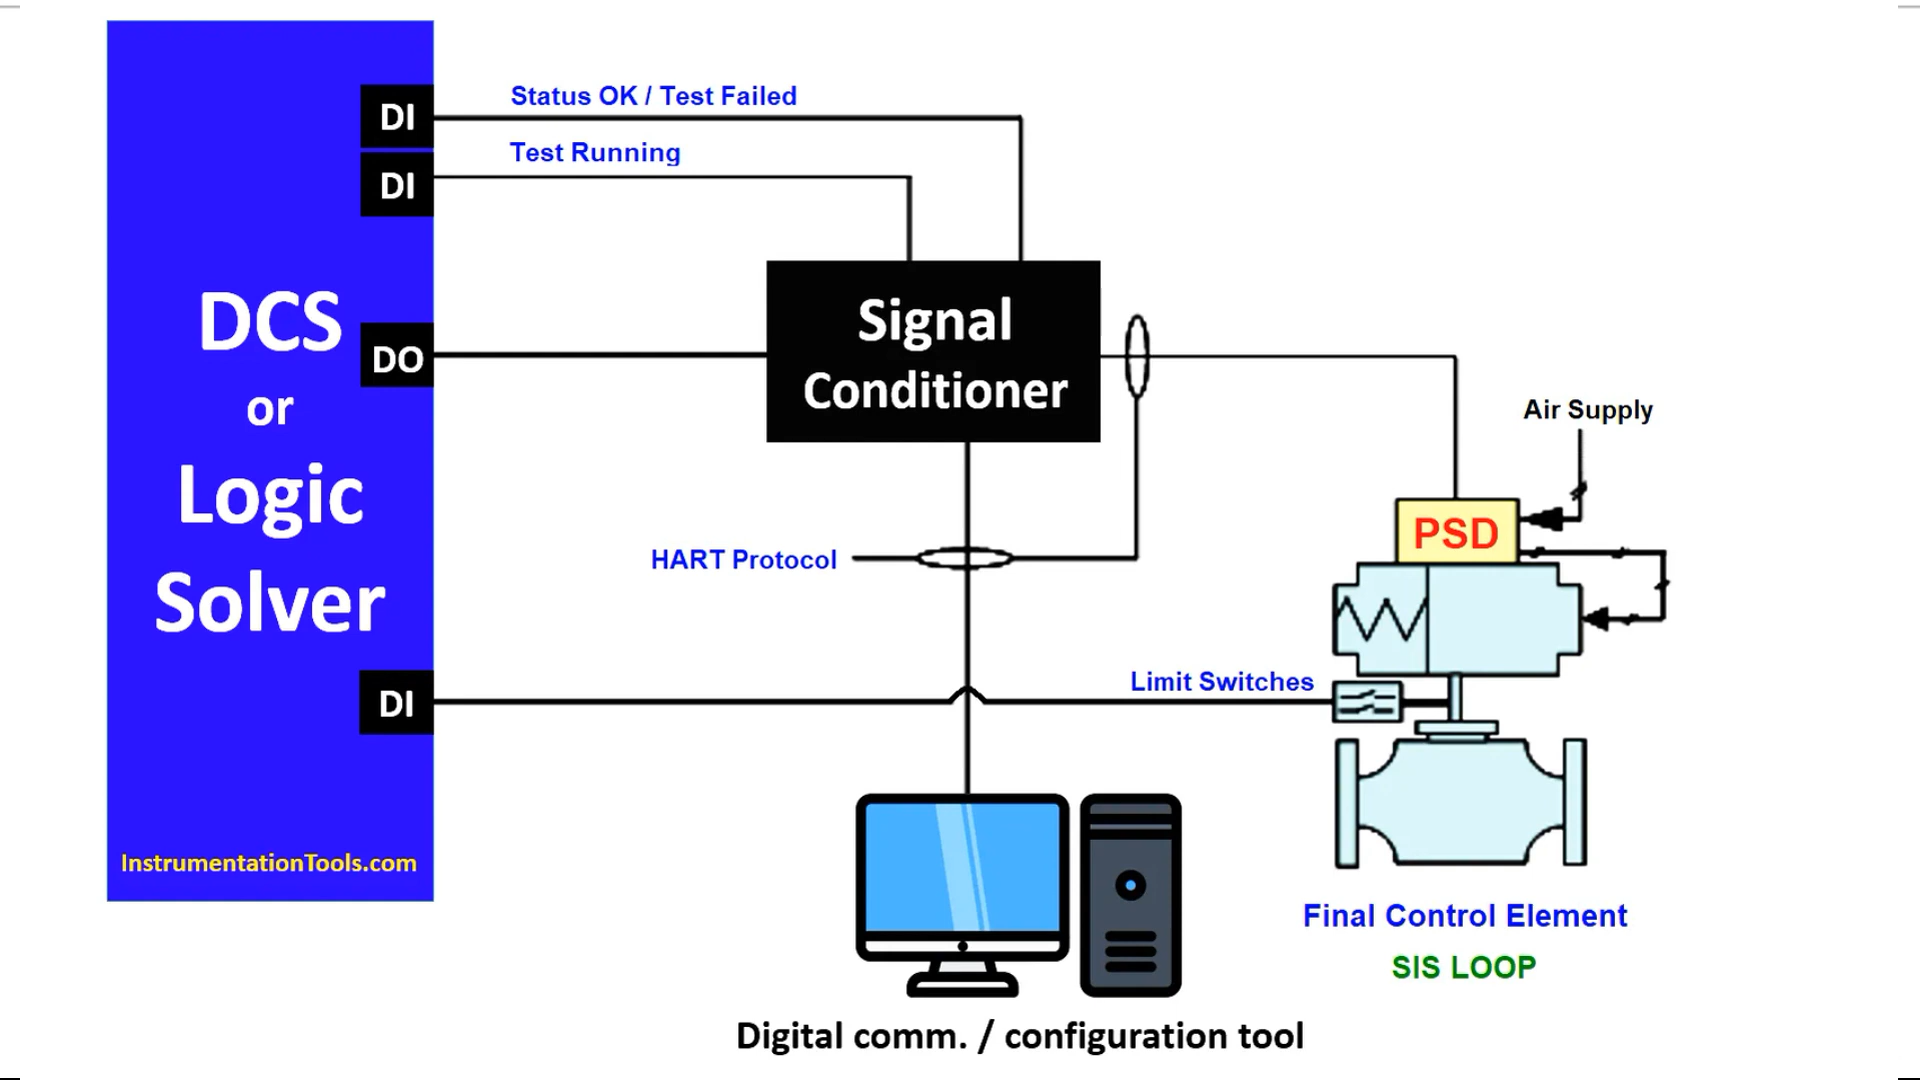 DI
Status OK / Test Failed
DI
Test Running
DCS
or
Logic
Solver
DO
Signal
Conditioner
Air Supply
PSD
HART Protocol
DI
Limit Switches
InstrumentationTools.com
Final Control Element
SIS LOOP
Digital comm. / configuration tool